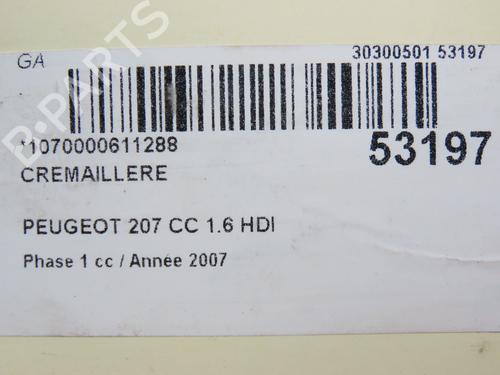 GA
30300501 53197
*1070000611288
53197
CREMAILLERE
PEUGEOT 207 CC 1.6 HDI
Phase 1 cc / Année 2007
B-PARTS